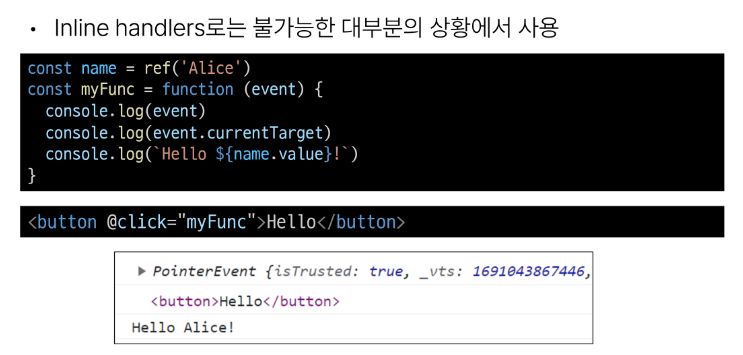 • Inline handlers로는 불가능한 대부분의 상황에서 사용
const name = ref('Alice')
const myFunc = function (event) {
  console.log(event)
  console.log(event.currentTarget)
  console.log(`Hello ${name.value}!`)
}
<button @click="myFunc">Hello</button>
▶ PointerEvent {isTrusted: true, _vts: 1691043867446,
<button>Hello</button>
Hello Alice!